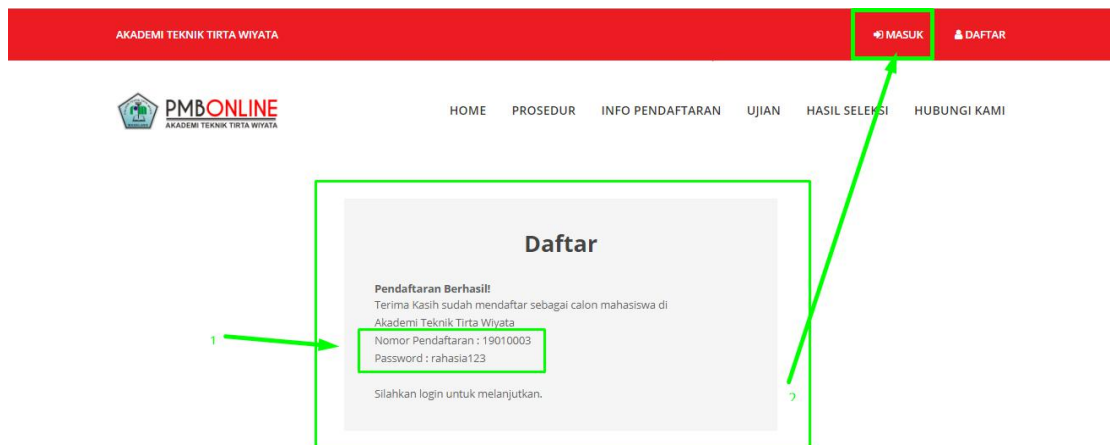 AKADEMI TEKNIK TIRTA WIYATA
MASUK
DAFTAR
PMBONLINE
AKADEMI TEKNIK TIRTA WIYATA
HOME
PROSEDUR
INFO PENDAFTARAN
UJIAN
HASIL SELEKSI
HUBUNGI KAMI
Daftar
Pendaftaran Berhasil!
Terima Kasih sudah mendaftar sebagai calon mahasiswa di
Akademi Teknik Tirta Wiyata
1
Nomor Pendaftaran : 19010003
Password : rahasia123
Silahkan login untuk melanjutkan.
2